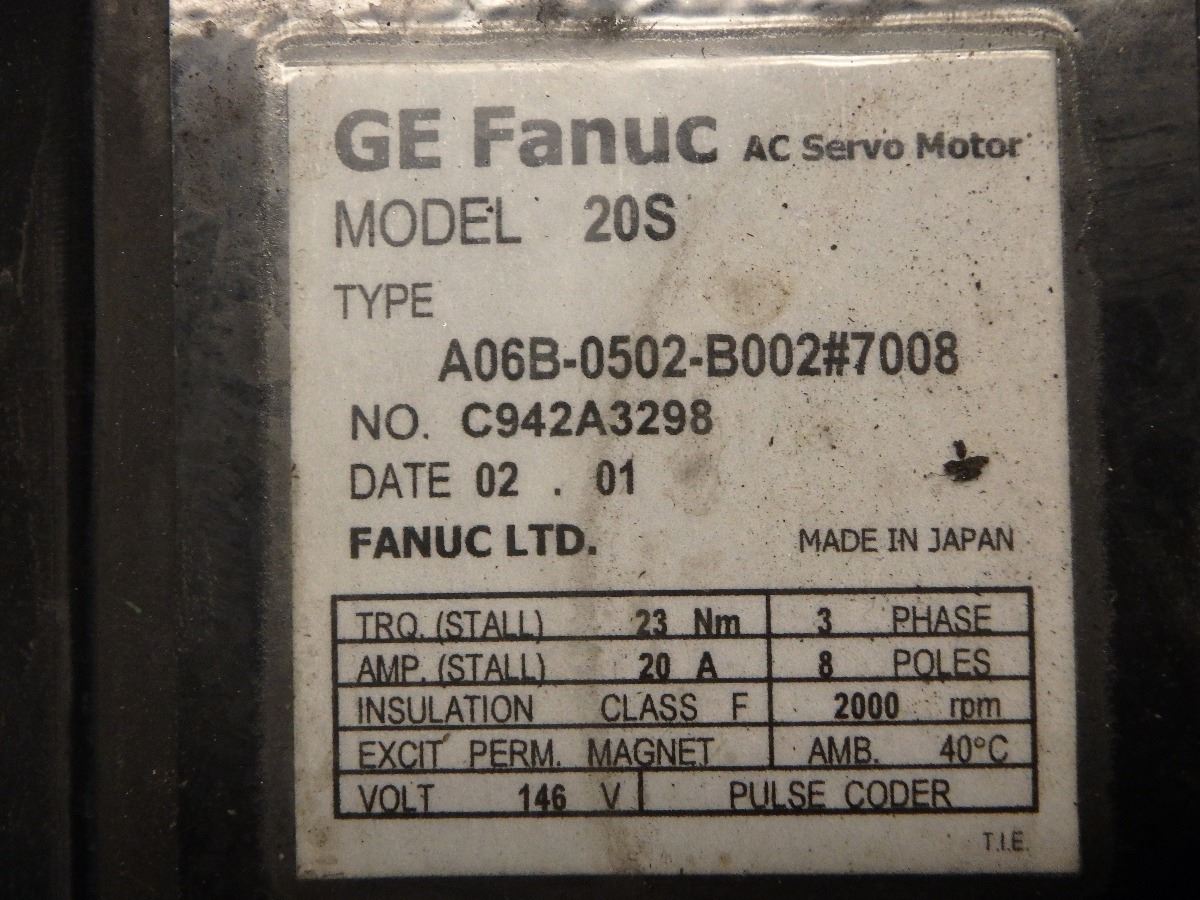 GE Fanuc AC Servo Motor
MODEL 20S
TYPE
A06B-0502-B002#7008
NO. C942A3298
DATE 02 . 01
FANUC LTD. MADE IN JAPAN
TRQ. (STALL) 23 Nm 3 PHASE
AMP. (STALL) 20 A 8 POLES
INSULATION CLASS F 2000 rpm
EXCIT PERM. MAGNET AMB. 40°C
VOLT 146 V PULSE CODER
T.I.E.